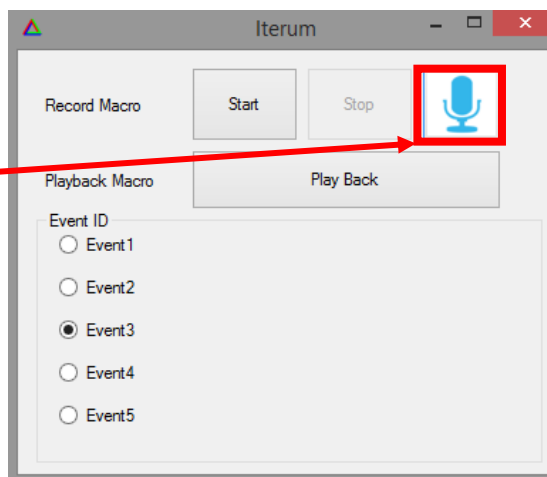 Iterum
Record Macro Start Stop
Playback Macro Play Back
Event ID
Event1
Event2
Event3
Event4
Event5